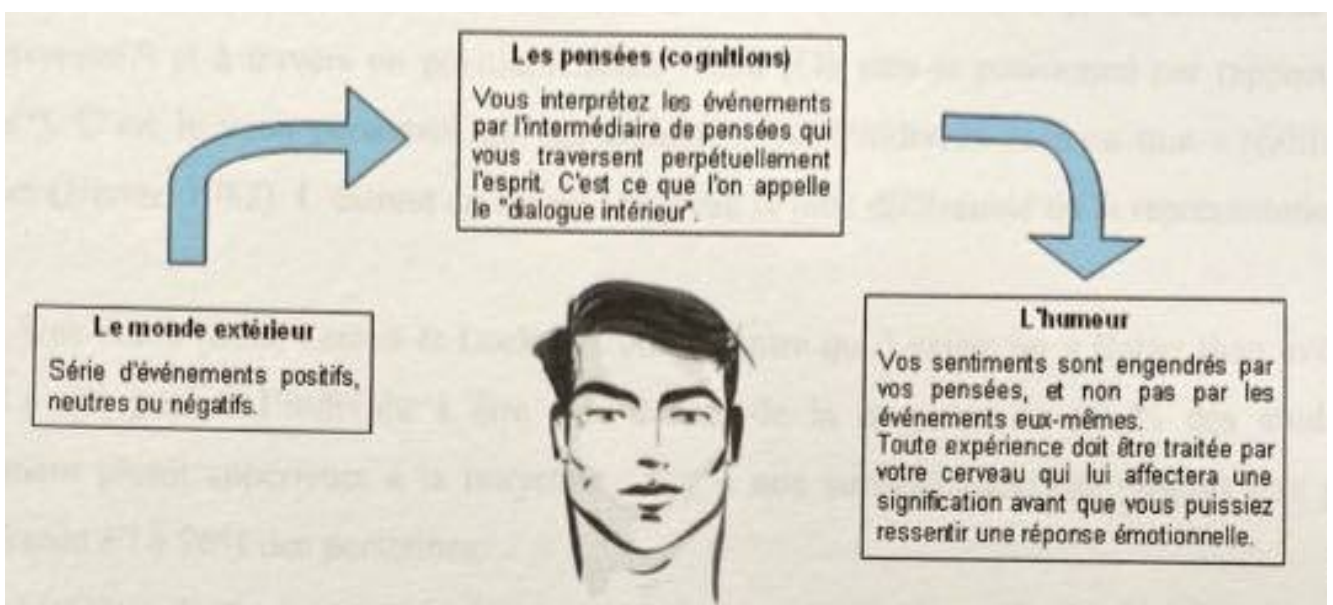 Les pensées (cognitions)
Vous interprétez les événements
par l'intermédiaire de pensées qui
vous traversent perpétuellement
l'esprit. C'est ce que l'on appelle
le "dialogue intérieur".
Le monde extérieur
Série d'événements positifs,
neutres ou négatifs.
L'humeur
Vos sentiments sont engendrés par
vos pensées, et non pas par les
événements eux-mêmes.
Toute expérience doit être traitée par
votre cerveau qui lui affectera une
signification avant que vous puissiez
ressentir une réponse émotionnelle.